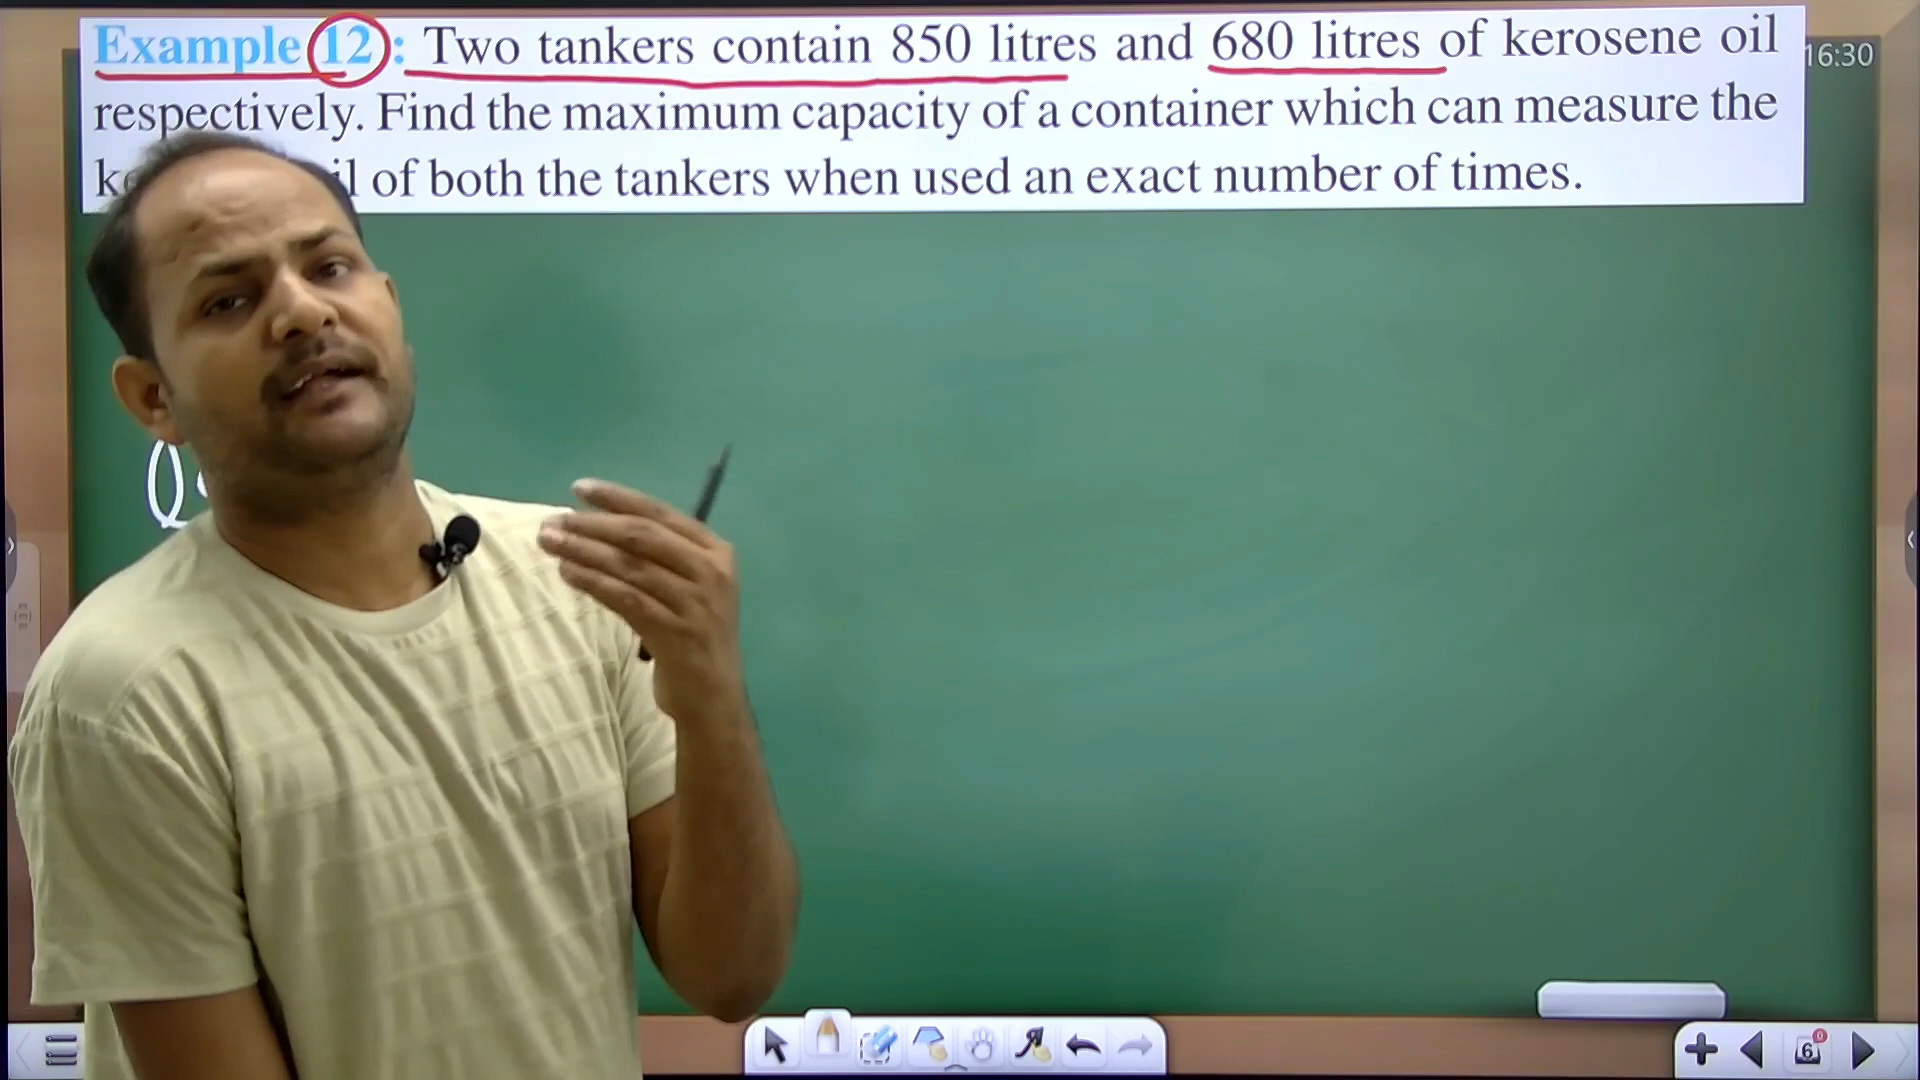 Example 12: Two tankers contain 850 litres and 680 litres of kerosene oil
respectively. Find the maximum capacity of a container which can measure the
of both the tankers when used an exact number of times.
16:30
6